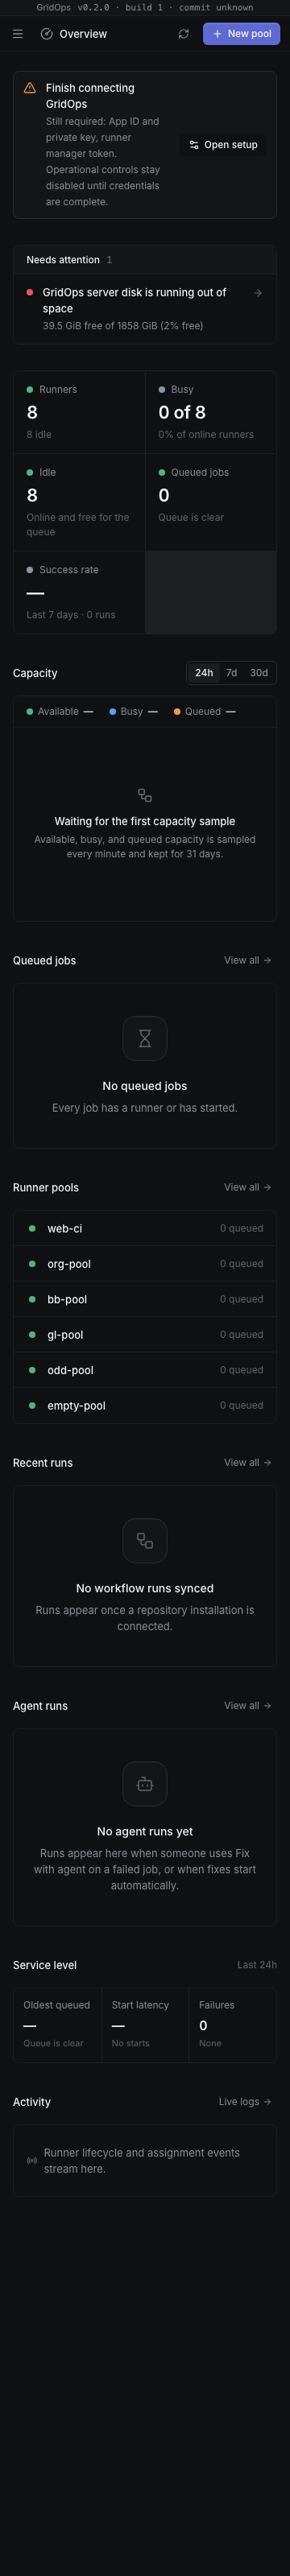 GridOps v0.2.0 · build 1 · commit unknown
Overview
New pool
Finish connecting
GridOps
Still required: App ID and
private key, runner
manager token.
Operational controls stay
disabled until credentials
are complete.
Open setup
Needs attention 1
GridOps server disk is running out of
space
39.5 GiB free of 1858 GiB (2% free)
Runners
8
8 idle
Busy
0 of 8
0% of online runners
Idle
8
Online and free for the
queue
Queued jobs
0
Queue is clear
Success rate
—
Last 7 days · 0 runs
Capacity
24h 7d 30d
Available — Busy — Queued —
Waiting for the first capacity sample
Available, busy, and queued capacity is sampled
every minute and kept for 31 days.
Queued jobs
View all →
No queued jobs
Every job has a runner or has started.
Runner pools
View all →
web-ci 0 queued
org-pool 0 queued
bb-pool 0 queued
gl-pool 0 queued
odd-pool 0 queued
empty-pool 0 queued
Recent runs
View all →
No workflow runs synced
Runs appear once a repository installation is
connected.
Agent runs
View all →
No agent runs yet
Runs appear here when someone uses Fix
with agent on a failed job, or when fixes start
automatically.
Service level
Last 24h
Oldest queued
—
Queue is clear
Start latency
—
No starts
Failures
0
None
Activity
Live logs →
Runner lifecycle and assignment events
stream here.